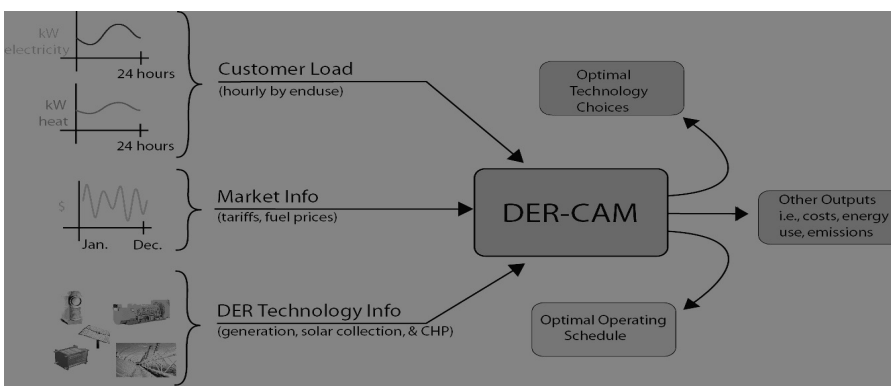 kW
electricity
24 hours
kW
heat
24 hours
Customer Load
(hourly by enduse)
$
Jan. Dec.
Market Info
(tariffs, fuel prices)
DER Technology Info
(generation, solar collection, & CHP)
DER-CAM
Optimal
Technology
Choices
Other Outputs
i.e., costs, energy
use, emissions
Optimal Operating
Schedule